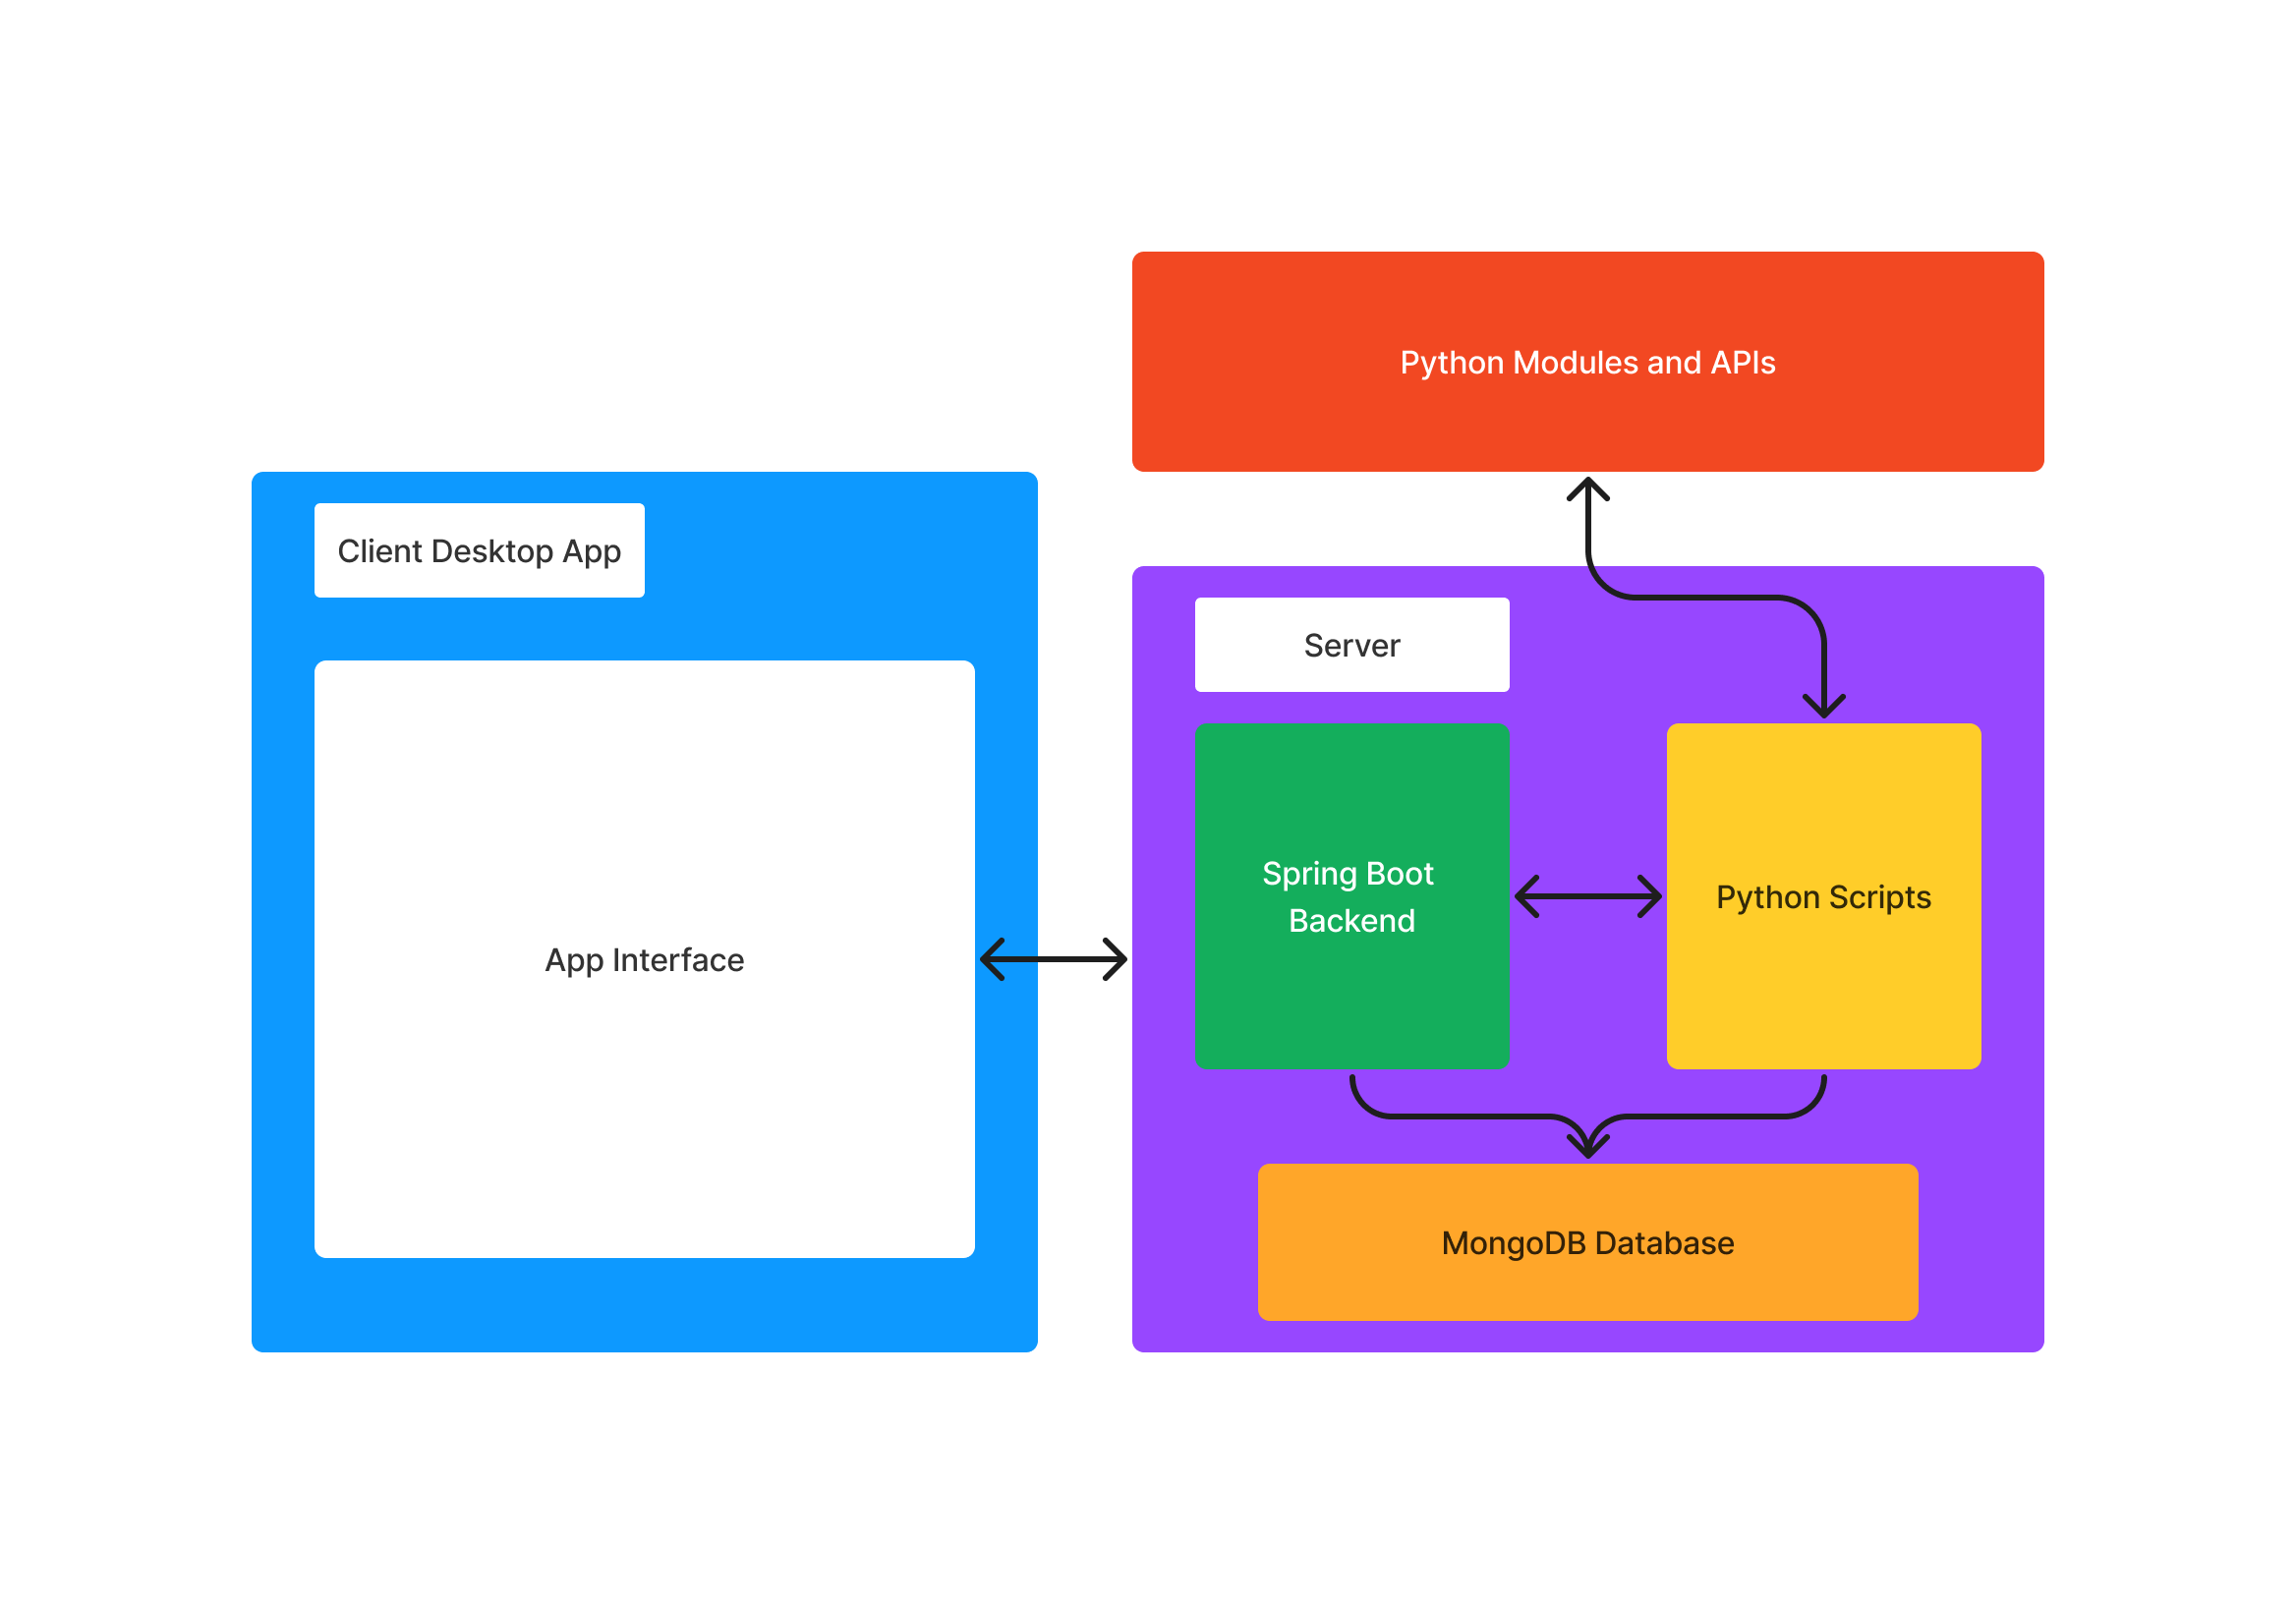 Python Modules and APIs
Client Desktop App
Server
App Interface
Spring Boot
Backend
Python Scripts
MongoDB Database